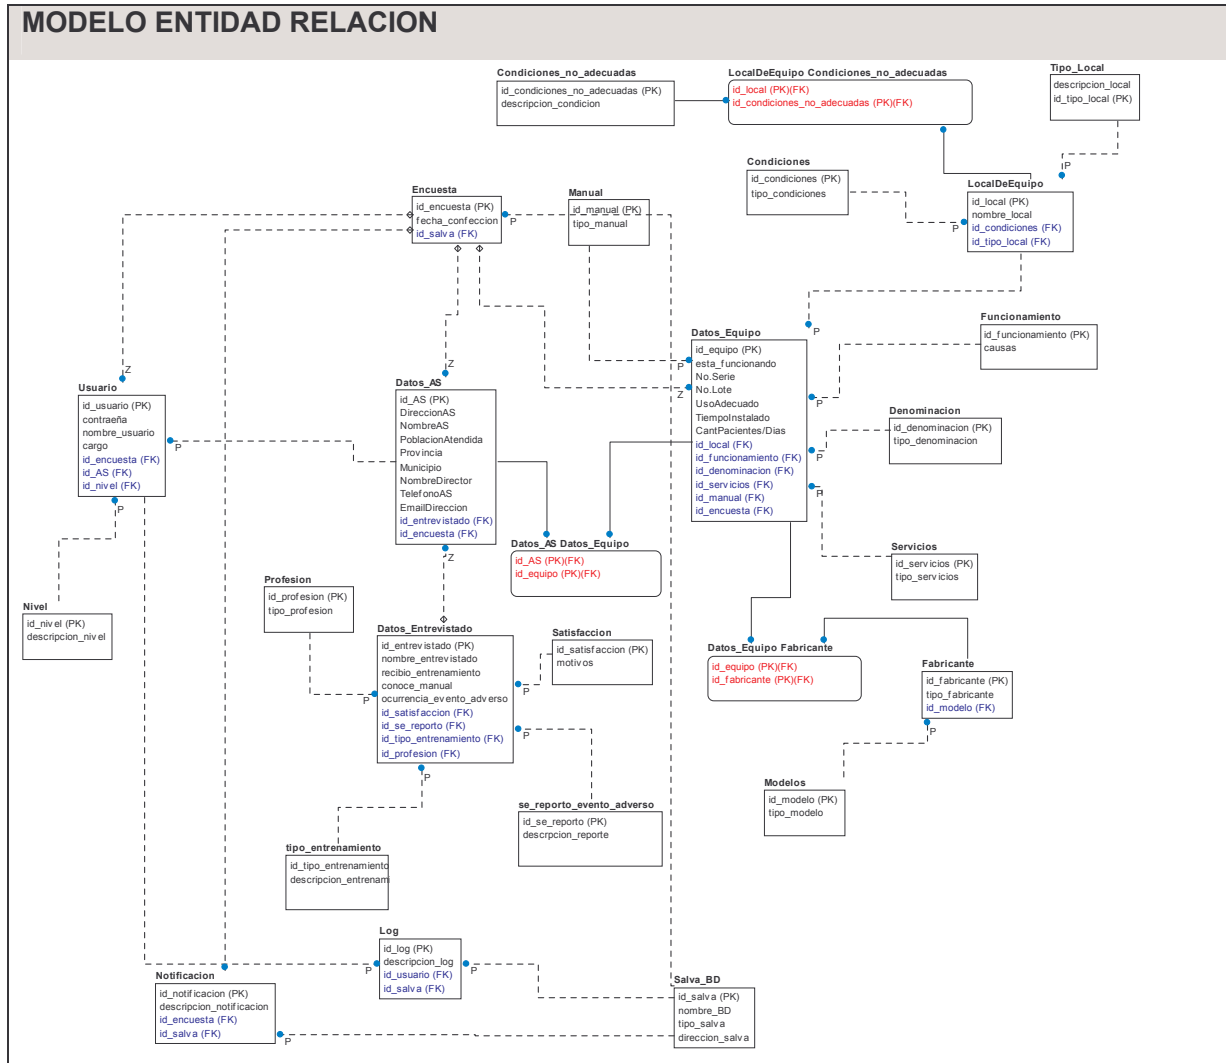 MODELO ENTIDAD RELACION
Condiciones_no_adecuadas
id_condiciones_no_adecuadas (PK)
descripcion_condicion
LocalDeEquipo Condiciones_no_adecuadas
id_local (PK)(FK)
id_condiciones_no_adecuadas (PK)(FK)
Tipo_Local
descripcion_local
id_tipo_local (PK)
P
Condiciones
id_condiciones (PK)
tipo_condiciones
P
LocalDeEquipo
id_local (PK)
nombre_local
id_condiciones (FK)
id_tipo_local (FK)
Encuesta
id_encuesta (PK)
fecha_confeccion
id_salva (FK)
P
Manual
id_manual (PK)
tipo_manual
P
Datos_Equipo
id_equipo (PK)
esta_funcionando
No.Serie
No.Lote
UsoAdecuado
TiempoInstalado
CantPacientes/Dias
id_local (FK)
id_funcionamiento (FK)
id_denominacion (FK)
id_servicios (FK)
id_manual (FK)
id_encuesta (FK)
P
Z
P
P
P
Funcionamiento
id_funcionamiento (PK)
causas
Denominacion
id_denominacion (PK)
tipo_denominacion
Servicios
id_servicios (PK)
tipo_servicios
Z
Usuario
id_usuario (PK)
contraeña
nombre_usuario
cargo
id_encuesta (FK)
id_AS (FK)
id_nivel (FK)
P
P
Z
Datos_AS
id_AS (PK)
DireccionAS
NombreAS
PoblacionAtendida
Provincia
Municipio
NombreDirector
TelefonoAS
EmailDireccion
id_entrevistado (FK)
id_encuesta (FK)
Z
Datos_AS Datos_Equipo
id_AS (PK)(FK)
id_equipo (PK)(FK)
Nivel
id_nivel (PK)
descripcion_nivel
Profesion
id_profesion (PK)
tipo_profesion
P
Datos_Entrevistado
id_entrevistado (PK)
nombre_entrevistado
recibio_entrenamiento
conoce_manual
ocurrencia_evento_adverso
id_satisfaccion (FK)
id_se_reporto (FK)
id_tipo_entrenamiento (FK)
id_profesion (FK)
P
P
P
Satisfaccion
id_satisfaccion (PK)
motivos
Datos_Equipo Fabricante
id_equipo (PK)(FK)
id_fabricante (PK)(FK)
Fabricante
id_fabricante (PK)
tipo_fabricante
id_modelo (FK)
P
Modelos
id_modelo (PK)
tipo_modelo
se_reporto_evento_adverso
id_se_reporto (PK)
descrpcion_reporte
tipo_entrenamiento
id_tipo_entrenamiento
descripcion_entrenami
Log
id_log (PK)
descripcion_log
id_usuario (FK)
id_salva (FK)
P
P
Notificacion
id_notificacion (PK)
descripcion_notificacion
id_encuesta (FK)
id_salva (FK)
P
Salva_BD
id_salva (PK)
nombre_BD
tipo_salva
direccion_salva